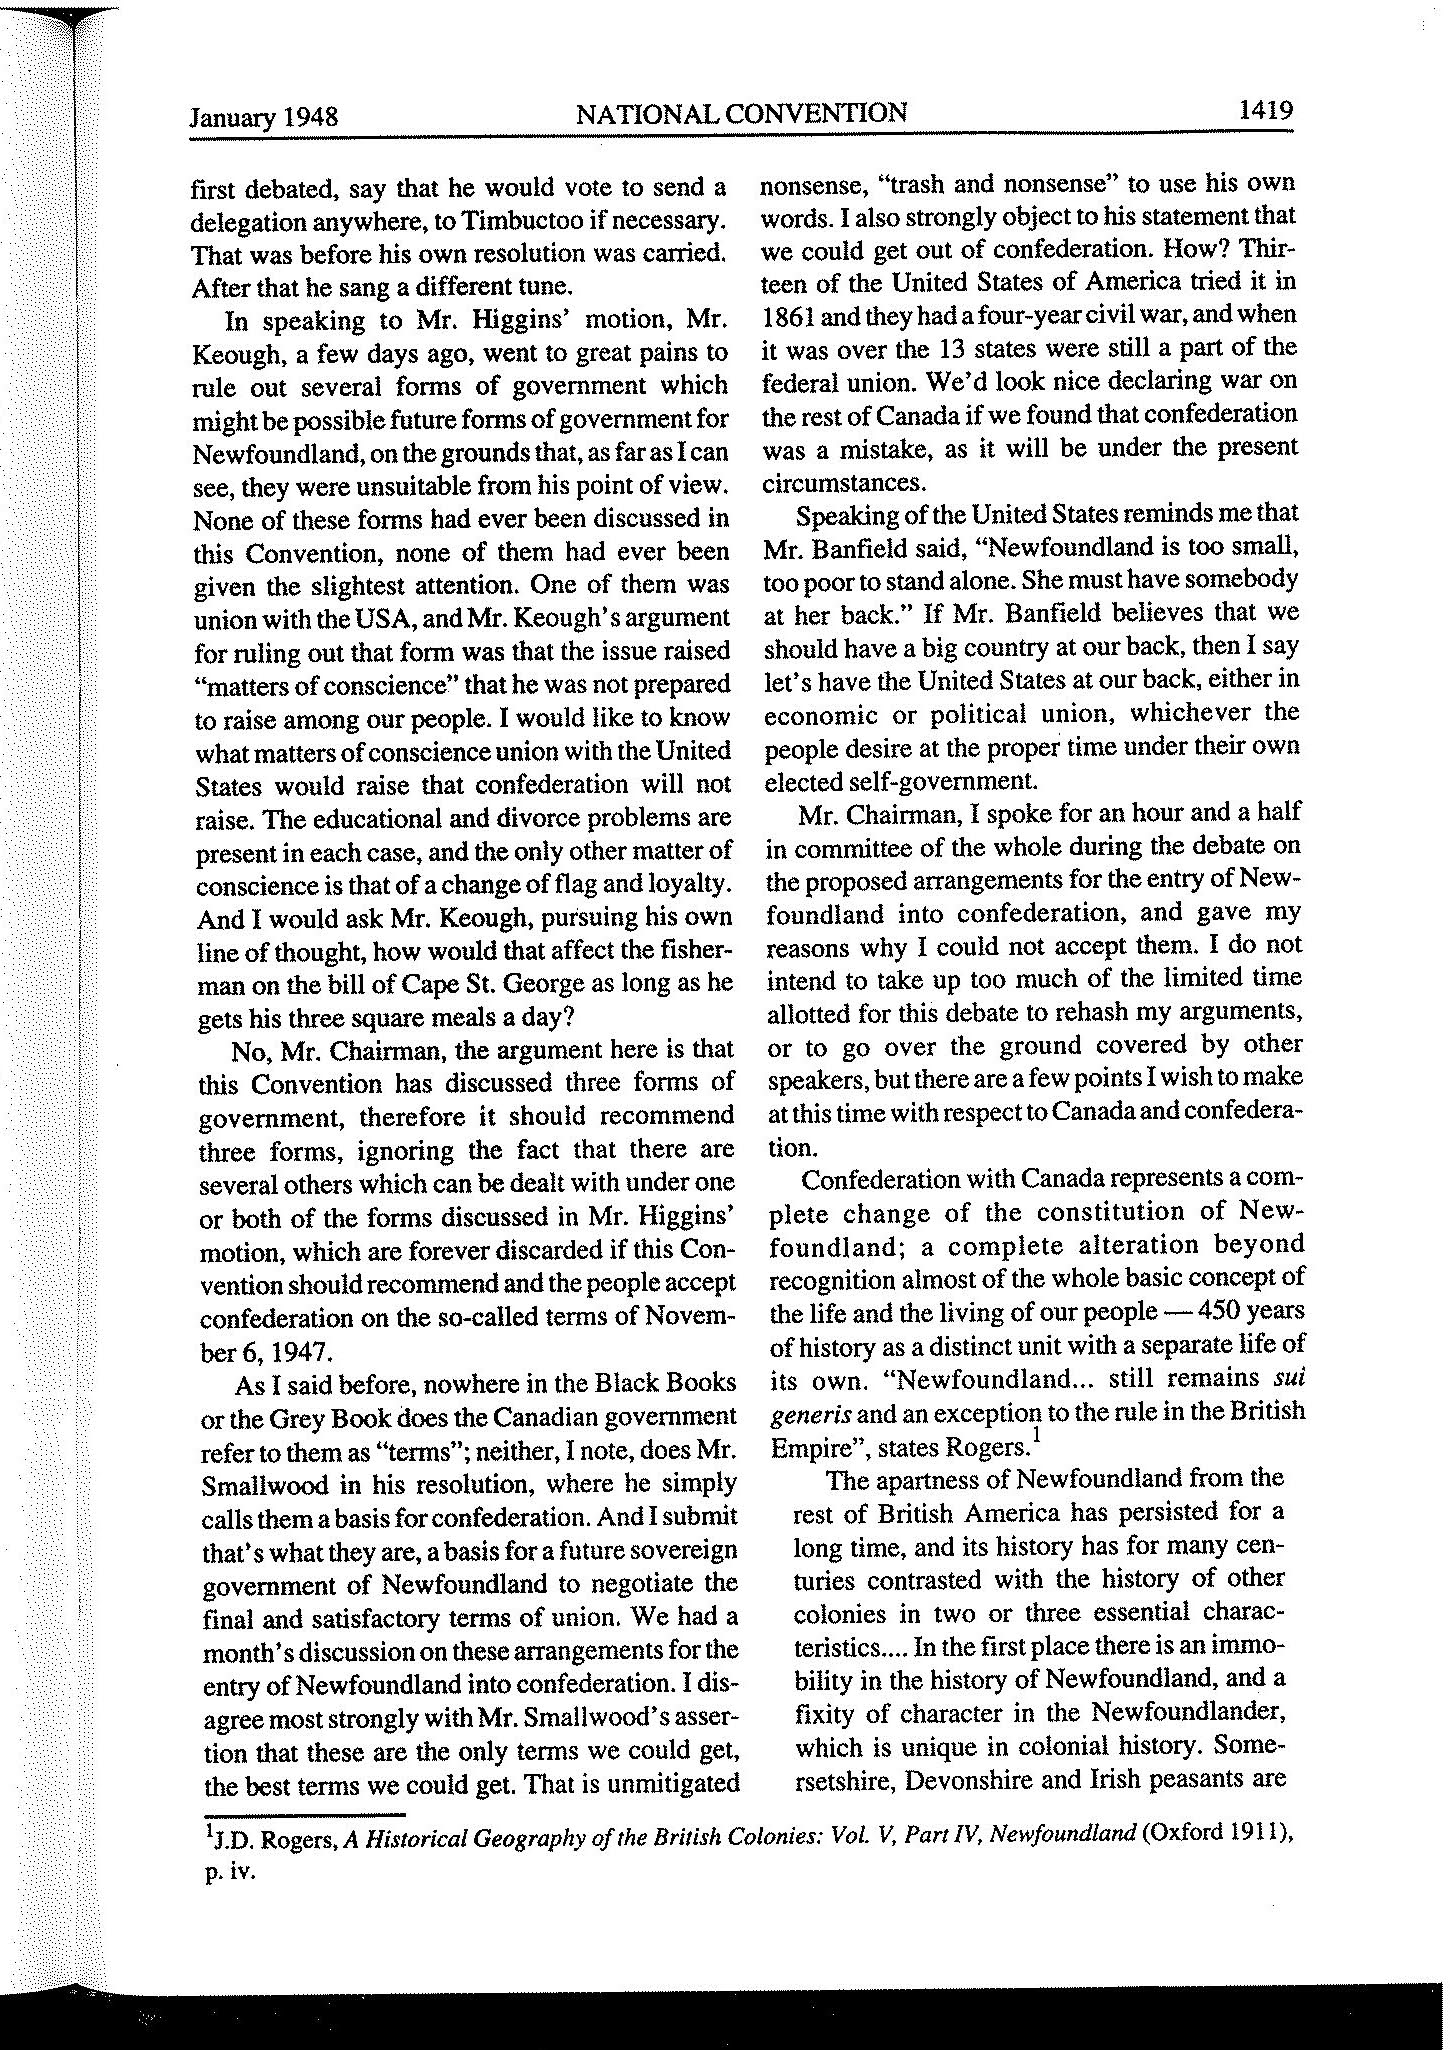 January 1948 NATIONAL CONVENTION 1419
first debated, say that he would vote to send a
delegation anywhere, to Timbuctoo if necessary.
That was before his own resolution was carried.
After that he sang a different tune.
In speaking to Mr. Higgins' motion, Mr.
Keough, a few days ago, went to great pains to
rule out several forms of government which
might be possible future forms of government for
Newfoundland, on the grounds that, as far as I can
see, they were unsuitable from his point of view.
None of these forms had ever been discussed in
this Convention, none of them had ever been
given the slightest attention. One of them was
union with the USA, and Mr. Keough's argument
for ruling out that form was that the issue raised
“matters of conscience” that he was not prepared
to raise among our people. I would like to know
what matters of conscience union with the United
States would raise that confederation will not
raise. The educational and divorce problems are
present in each case, and the only other matter of
conscience is that of a change of flag and loyalty.
And I would ask Mr. Keough, pursuing his own
line of thought, how would that affect the fisher-
man on the bill of Cape St. George as long as he
gets his three square meals a day?
No, Mr. Chairman, the argument here is that
this Convention has discussed three forms of
government, therefore it should recommend
three forms, ignoring the fact that there are
several others which can be dealt with under one
or both of the forms discussed in Mr. Higgins'
motion, which are forever discarded if this Con-
vention should recommend and the people accept
confederation on the so-called terms of Novem-
ber 6, 1947.
As I said before, nowhere in the Black Books
or the Grey Book does the Canadian government
refer to them as “terms”; neither, I note, does Mr.
Smallwood in his resolution, where he simply
calls them a basis for confederation. And I submit
that's what they are, a basis for a future sovereign
government of Newfoundland to negotiate the
final and satisfactory terms of union. We had a
month's discussion on these arrangements for the
entry of Newfoundland into confederation. I dis-
agree most strongly with Mr. Smallwood's asser-
tion that these are the only terms we could get,
the best terms we could get. That is unmitigated
nonsense, “trash and nonsense” to use his own
words. I also strongly object to his statement that
we could get out of confederation. How? Thir-
teen of the United States of America tried it in
1861 and they had a four-year civil war, and when
it was over the 13 states were still a part of the
federal union. We'd look nice declaring war on
the rest of Canada if we found that confederation
was a mistake, as it will be under the present
circumstances.
Speaking of the United States reminds me that
Mr. Banfield said, “Newfoundland is too small,
too poor to stand alone. She must have somebody
at her back.” If Mr. Banfield believes that we
should have a big country at our back, then I say
let's have the United States at our back, either in
economic or political union, whichever the
people desire at the proper time under their own
elected self-government.
Mr. Chairman, I spoke for an hour and a half
in committee of the whole during the debate on
the proposed arrangements for the entry of New-
foundland into confederation, and gave my
reasons why I could not accept them. I do not
intend to take up too much of the limited time
allotted for this debate to rehash my arguments,
or to go over the ground covered by other
speakers, but there are a few points I wish to make
at this time with respect to Canada and confedera-
tion.
Confederation with Canada represents a com-
plete change of the constitution of New-
foundland; a complete alteration beyond
recognition almost of the whole basic concept of
the life and the living of our people — 450 years
of history as a distinct unit with a separate life of
its own. “Newfoundland... still remains sui
generis and an exception to the rule in the British
Empire”, states Rogers.1
The apartness of Newfoundland from the
rest of British America has persisted for a
long time, and its history has for many cen-
turies contrasted with the history of other
colonies in two or three essential charac-
teristics.... In the first place there is an immo-
bility in the history of Newfoundland, and a
fixity of character in the Newfoundlander,
which is unique in colonial history. Some-
rsetshire, Devonshire and Irish peasants are
1J.D. Rogers, A Historical Geography of the British Colonies: Vol. V, Part IV, Newfoundland (Oxford 1911),
p. iv.